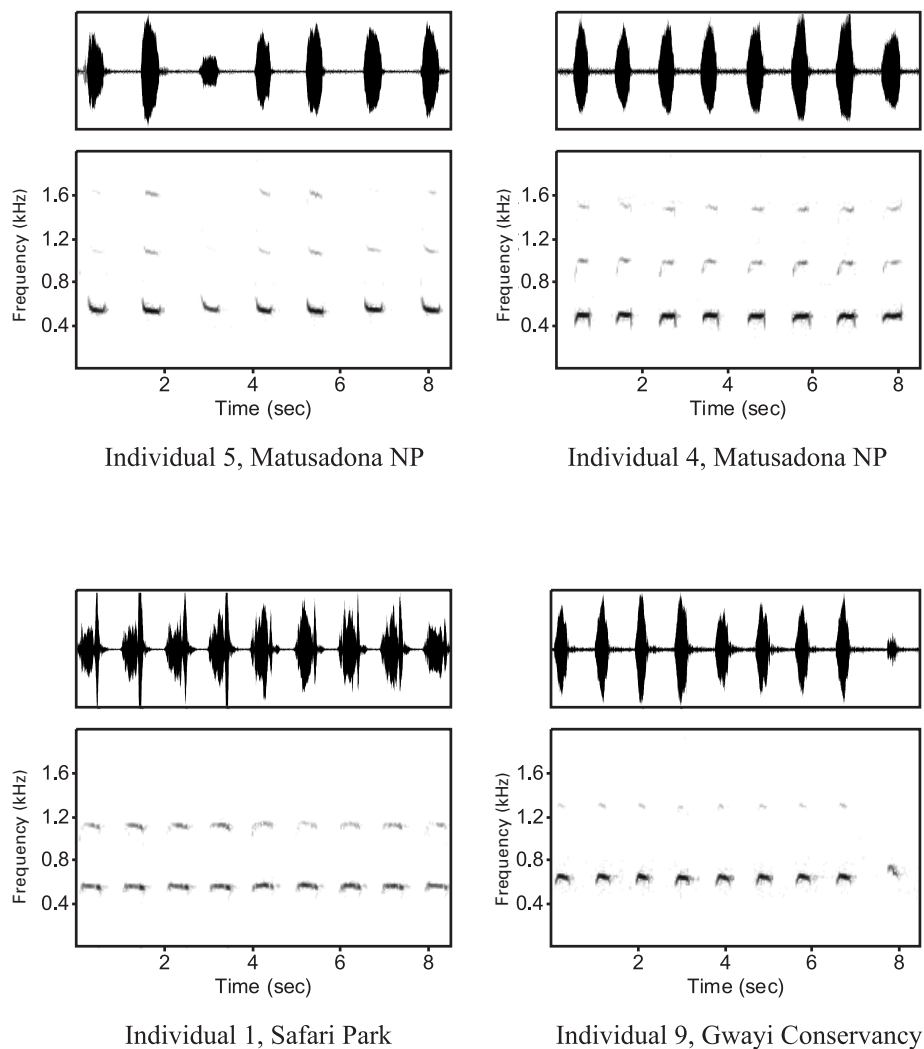 Frequency (kHz)
1.6
1.2
0.8
0.4
2 4 6 8
Time (sec)
Individual 5, Matusadona NP
Frequency (kHz)
1.6
1.2
0.8
0.4
2 4 6 8
Time (sec)
Individual 4, Matusadona NP
Frequency (kHz)
1.6
1.2
0.8
0.4
2 4 6 8
Time (sec)
Individual 1, Safari Park
Frequency (kHz)
1.6
1.2
0.8
0.4
2 4 6 8
Time (sec)
Individual 9, Gwayi Conservancy